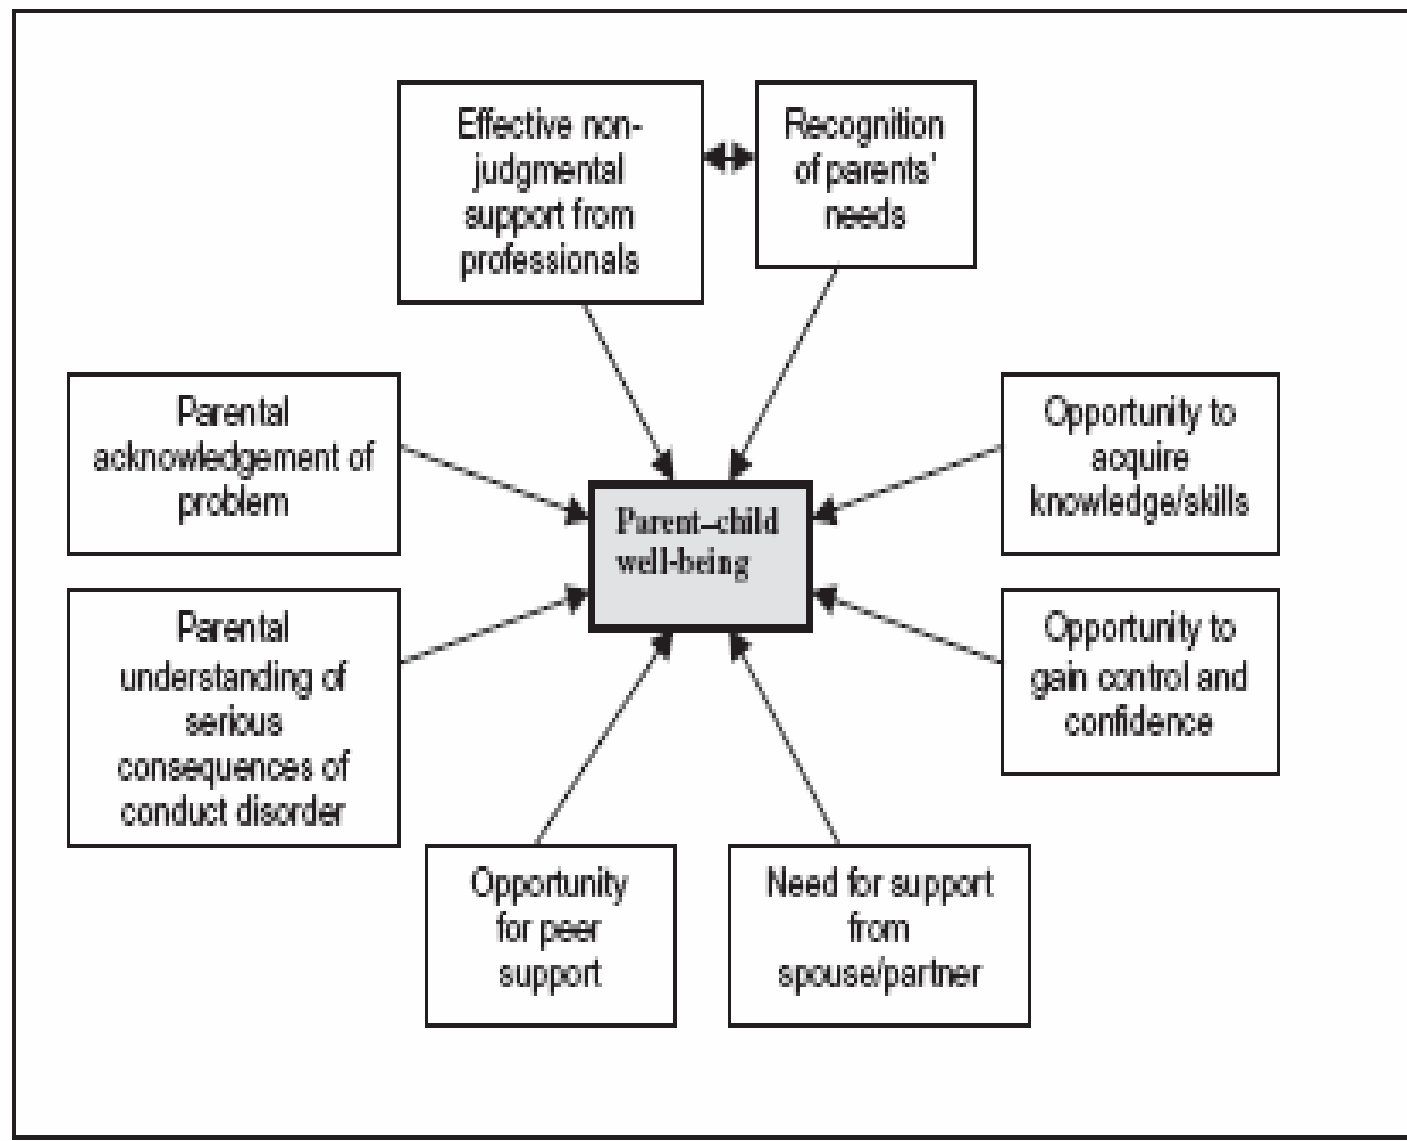 Effective non-
judgmental
support from
professionals
Recognition
of parents'
needs
Parental
acknowledgement of
problem
Opportunity to
acquire
knowledge/skills
Parent–child
well-being
Parental
understanding of
serious
consequences of
conduct disorder
Opportunity to
gain control and
confidence
Opportunity
for peer
support
Need for support
from
spouse/partner